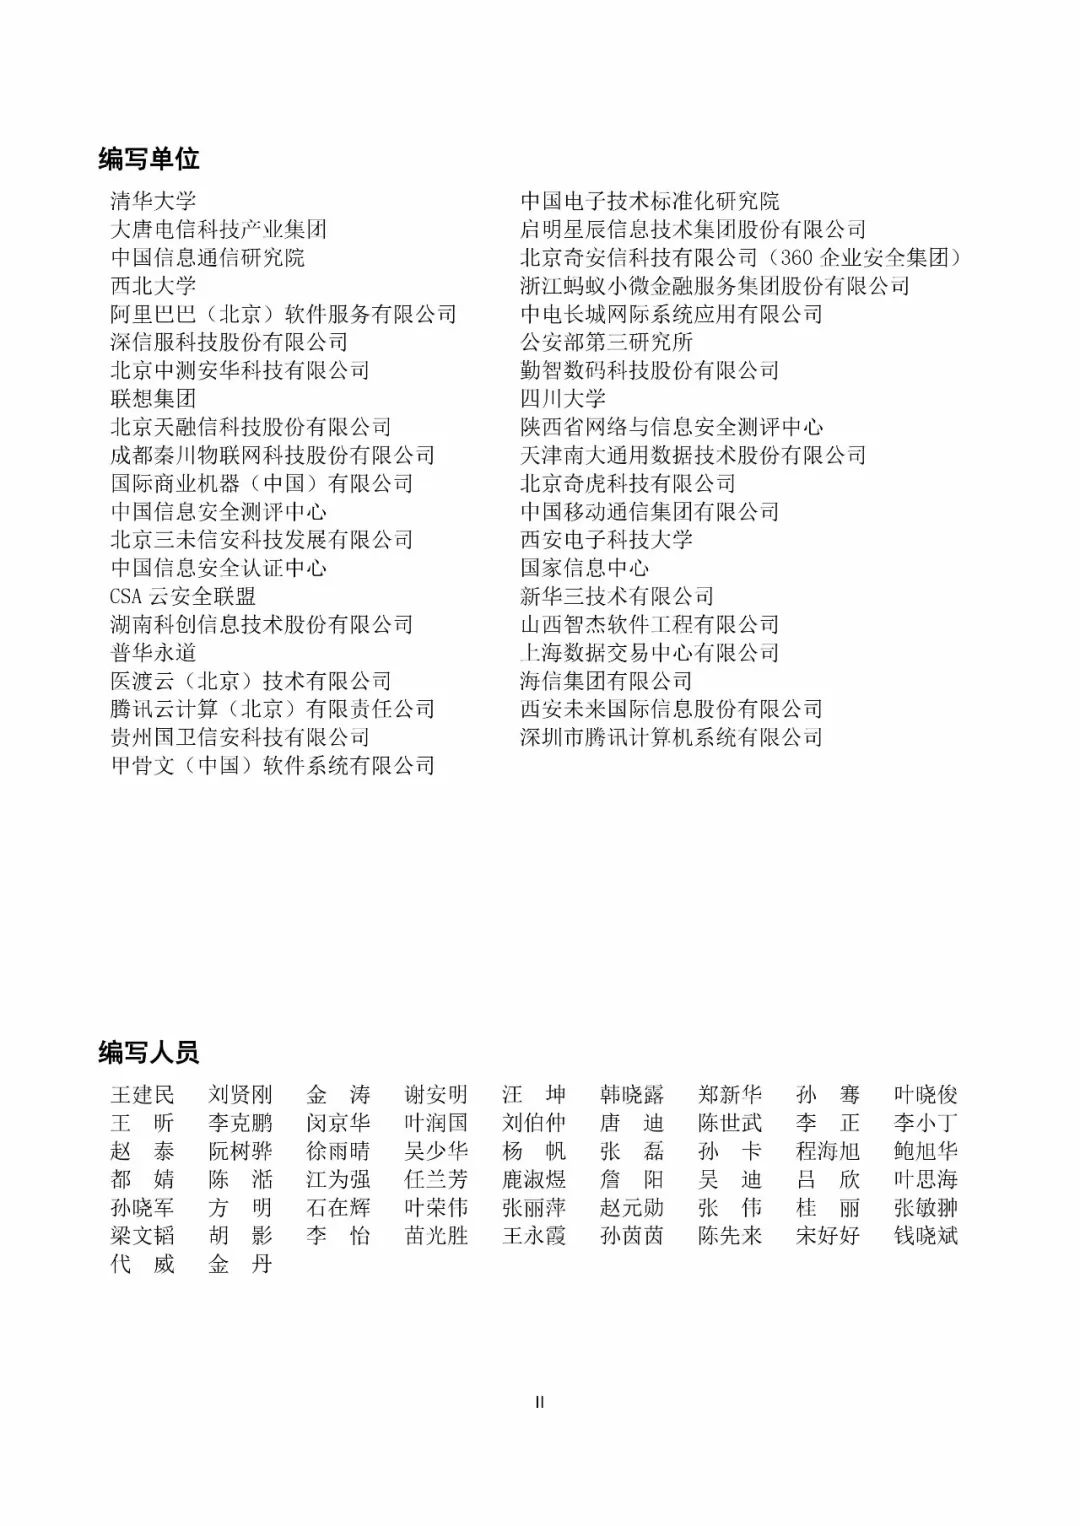 编写单位
清华大学 中国电子技术标准化研究院
大唐电信科技产业集团 启明星辰信息技术集团股份有限公司
中国信息通信研究院 北京奇安信科技有限公司（360 企业安全集团）
西北大学 浙江蚂蚁小微金融服务集团股份有限公司
阿里巴巴（北京）软件服务有限公司 中电长城网际系统应用有限公司
深信服科技股份有限公司 公安部第三研究所
北京中测安华科技有限公司 勤智数码科技股份有限公司
联想集团 四川大学
北京天融信科技股份有限公司 陕西省网络与信息安全测评中心
成都秦川物联网科技股份有限公司 天津南大通用数据技术股份有限公司
国际商业机器（中国）有限公司 北京奇虎科技有限公司
中国信息安全测评中心 中国移动通信集团有限公司
北京三未信安科技发展有限公司 西安电子科技大学
中国信息安全认证中心 国家信息中心
CSA 云安全联盟 新华三技术有限公司
湖南科创信息技术股份有限公司 山西智杰软件工程有限公司
普华永道 上海数据交易中心有限公司
医渡云（北京）技术有限公司 海信集团有限公司
腾讯云计算（北京）有限责任公司 西安未来国际信息股份有限公司
贵州国卫信安科技有限公司 深圳市腾讯计算机系统有限公司
甲骨文（中国）软件系统有限公司
编写人员
王建民 刘贤刚 金 涛 谢安明 汪 坤 韩晓露 郑新华 孙 骞 叶晓俊
王 昕 李克鹏 闵京华 叶润国 刘伯仲 唐 迪 陈世武 李 正 李小丁
赵 泰 阮树骅 徐雨晴 吴少华 杨 帆 张 磊 孙 卡 程海旭 鲍旭华
都 婧 陈 湉 江为强 任兰芳 鹿淑煜 詹 阳 吴 迪 吕 欣 叶思海
孙晓军 方 明 石在辉 叶荣伟 张丽萍 赵元勋 张 伟 桂 丽 张敏翀
梁文韬 胡 影 李 怡 苗光胜 王永霞 孙茵茵 陈先来 宋好好 钱晓斌
代 威 金 丹
II